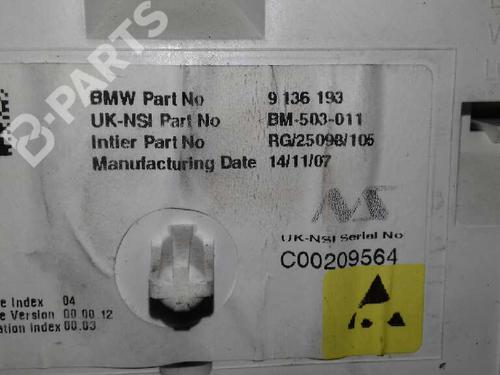 BMW Part No 9 136 193
UK-NSI Part No BM-503-011
Intier Part No RG/25098/105
Manufacturing Date 14/11/07
UK-NSI Serial No
C00209564
Index 04
Version 00.00.12
Index 00.03
B-PARTS